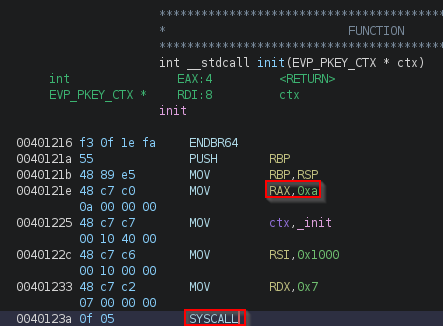 *****************************************
* FUNCTION
*****************************************
int __stdcall init(EVP_PKEY_CTX * ctx)
int EAX:4 <RETURN>
EVP_PKEY_CTX * RDI:8 ctx
init
00401216 f3 0f 1e fa ENDBR64
0040121a 55 PUSH RBP
0040121b 48 89 e5 MOV RBP,RSP
0040121e 48 c7 c0 MOV RAX,0xa
0a 00 00 00
00401225 48 c7 c7 MOV ctx,_init
00 10 40 00
0040122c 48 c7 c6 MOV RSI,0x1000
00 10 00 00
00401233 48 c7 c2 MOV RDX,0x7
07 00 00 00
0040123a 0f 05 SYSCALL